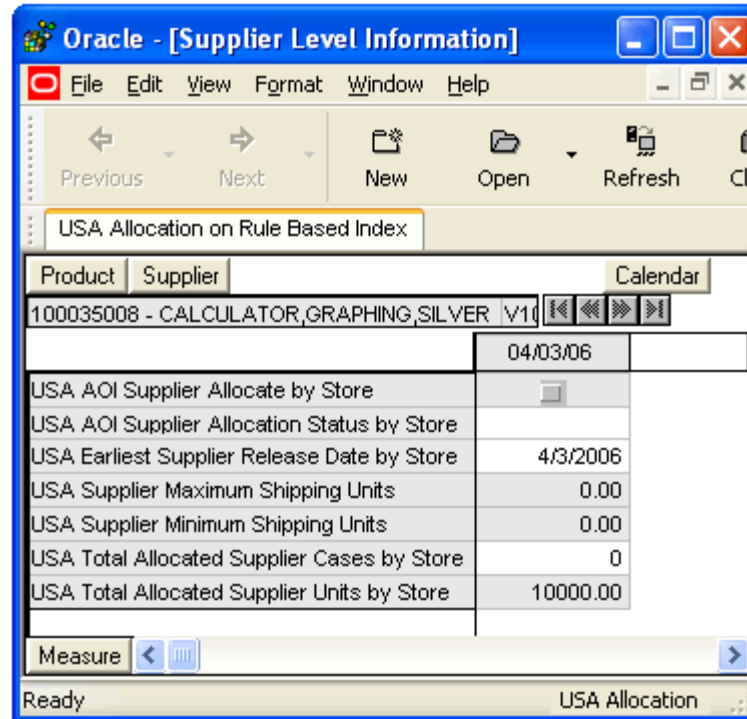 Oracle - [Supplier Level Information]
File Edit View Format Window Help
Previous Next New Open Refresh
USA Allocation on Rule Based Index
Product Supplier Calendar
100035008 - CALCULATOR,GRAPHING,SILVER
04/03/06
USA AOI Supplier Allocate by Store
USA AOI Supplier Allocation Status by Store
USA Earliest Supplier Release Date by Store 4/3/2006
USA Supplier Maximum Shipping Units 0.00
USA Supplier Minimum Shipping Units 0.00
USA Total Allocated Supplier Cases by Store 0
USA Total Allocated Supplier Units by Store 10000.00
Measure
Ready USA Allocation